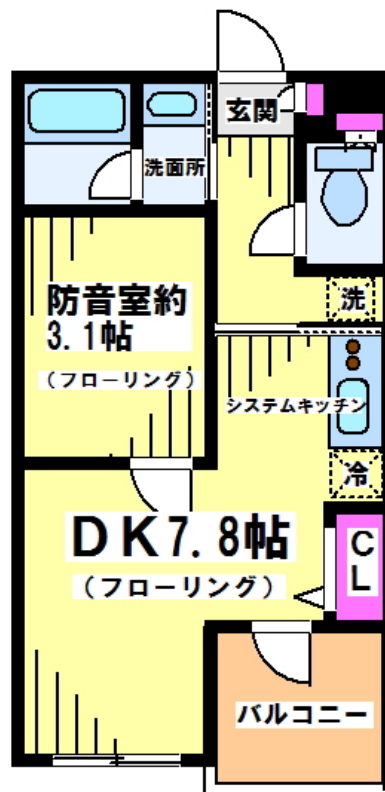 玄関
洗面所
防音室約
3.1帖
(フローリング)
洗
システムキッチン
冷
DK7.8帖
(フローリング)
CL
バルコニー